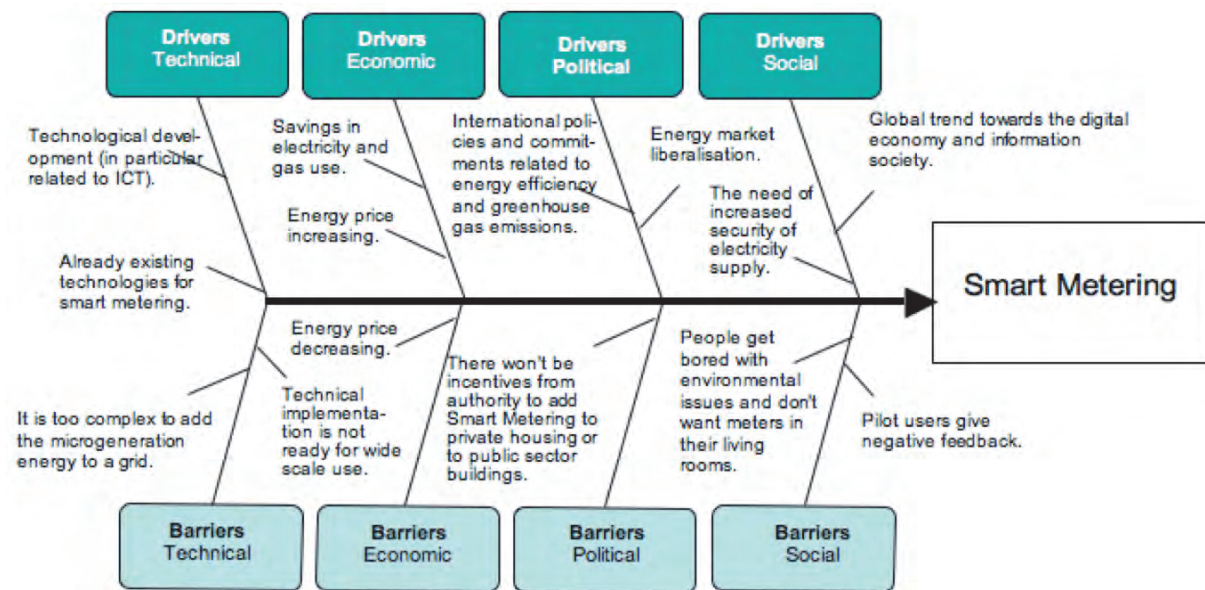 Drivers
Technical
Drivers
Economic
Drivers
Political
Drivers
Social
Technological devel-
opment (in particular
related to ICT).
Already existing
technologies for
smart metering.
Savings in
electricity and
gas use.
Energy price
increasing.
International poli-
cies and commit-
ments related to
energy efficiency
and greenhouse
gas emissions.
Energy market
liberalisation.
Global trend towards the digital
economy and information
society.
The need of
increased
security of
electricity
supply.
Smart Metering
It is too complex to add
the microgeneration
energy to a grid.
Technical
implementa-
tion is not
ready for wide
scale use.
Energy price
decreasing.
There won't be
incentives from
authority to add
Smart Metering to
private housing or
to public sector
buildings.
People get
bored with
environmental
issues and don't
want meters in
their living
rooms.
Pilot users give
negative feedback.
Barriers
Technical
Barriers
Economic
Barriers
Political
Barriers
Social